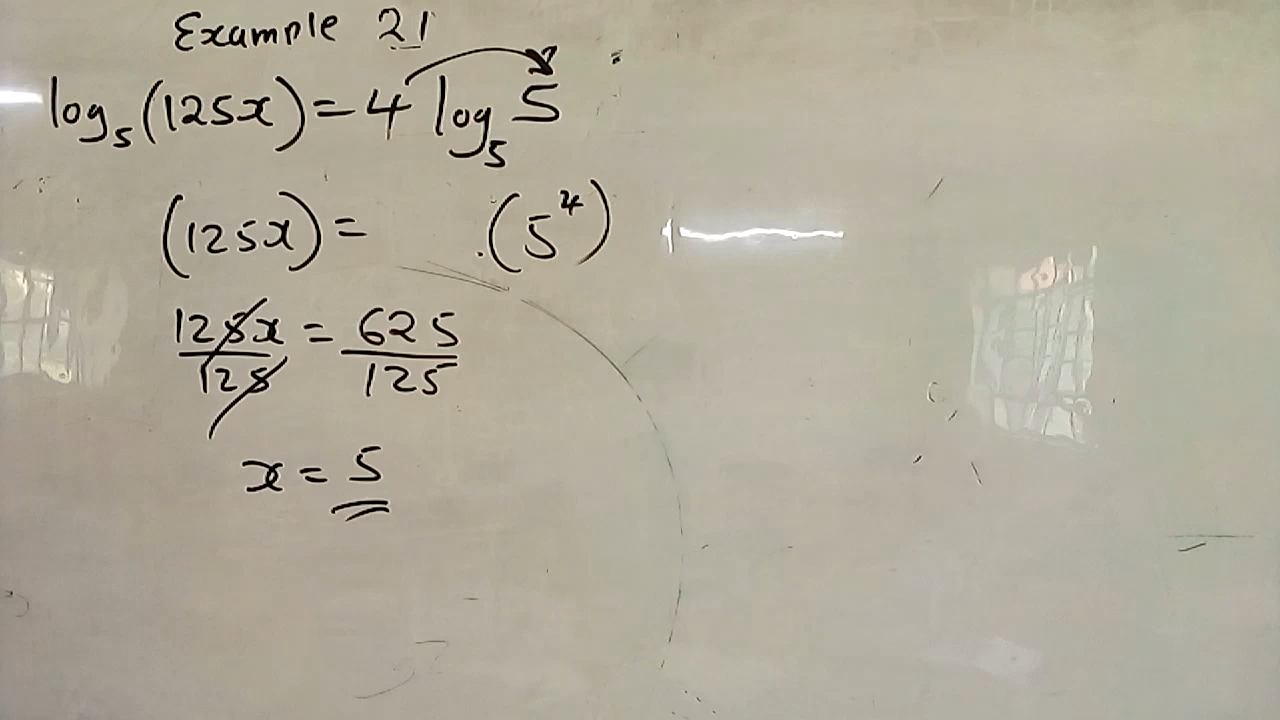 Example 21
log₅(125x) = 4 log₅ 5
(125x) = (5⁴)
125x/125 = 625/125
x = 5